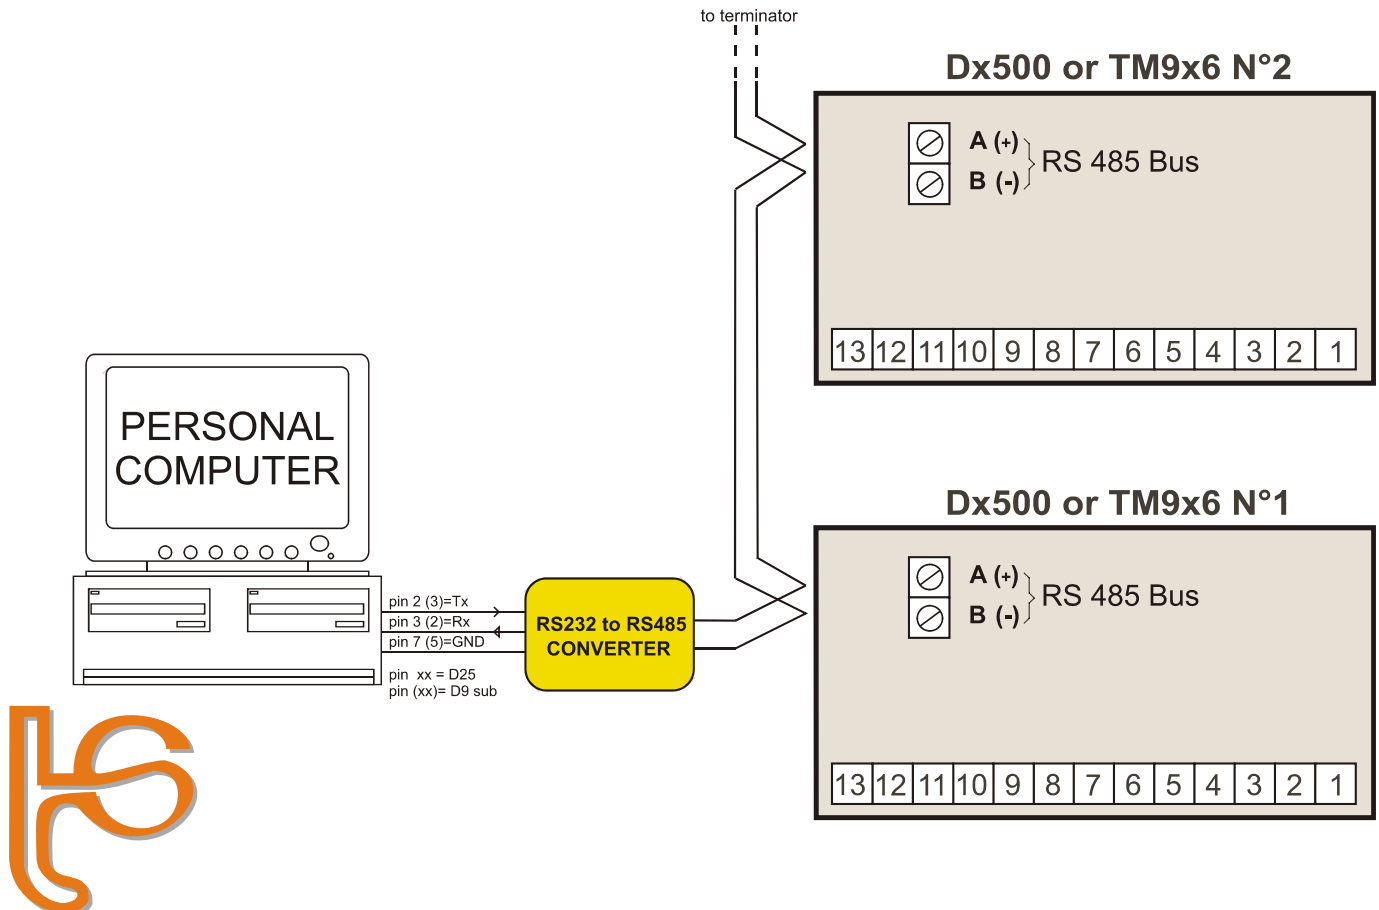 to terminator
Dx500 or TM9x6 N°2
A (+)
B (-)
RS 485 Bus
13 12 11 10 9 8 7 6 5 4 3 2 1
PERSONAL
COMPUTER
pin 2 (3)=Tx
pin 3 (2)=Rx
pin 7 (5)=GND
pin xx = D25
pin (xx)= D9 sub
RS232 to RS485
CONVERTER
Dx500 or TM9x6 N°1
A (+)
B (-)
RS 485 Bus
13 12 11 10 9 8 7 6 5 4 3 2 1